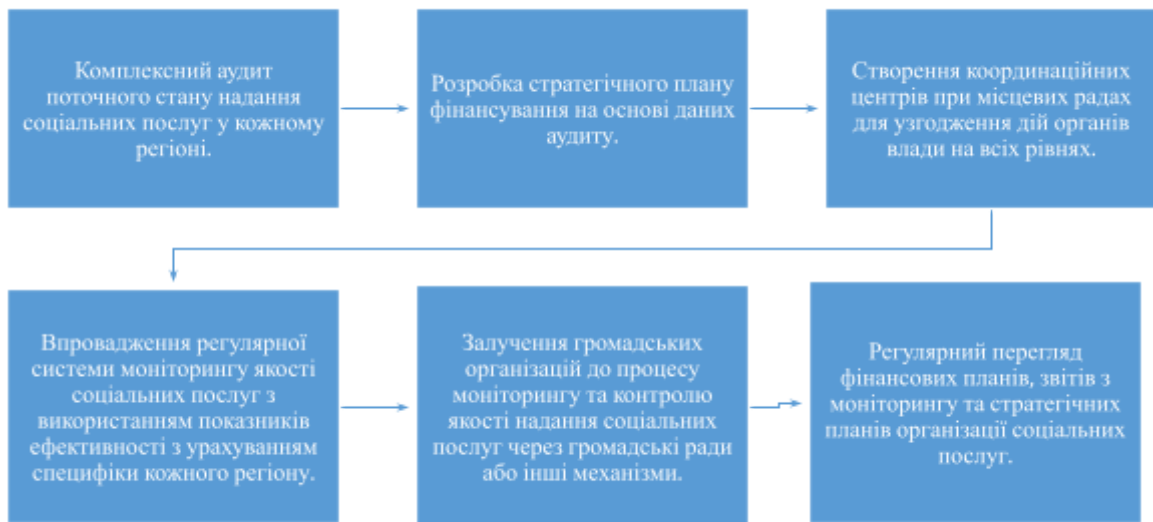 Комплексний аудит
поточного стану надання
соціальних послуг у кожному
регіоні.
Розробка стратегічного плану
фінансування на основі даних
аудиту.
Створення координаційних
центрів при місцевих радах
для узгодження дій органів
влади на всіх рівнях.
Впровадження регулярної
системи моніторингу якості
соціальних послуг з
використанням показників
ефективності з урахуванням
специфіки кожного регіону.
Залучення громадських
організацій до процесу
моніторингу та контролю
якості надання соціальних
послуг через громадські ради
або інші механізми.
Регулярний перегляд
фінансових планів, звітів з
моніторингу та стратегічних
планів організації соціальних
послуг.